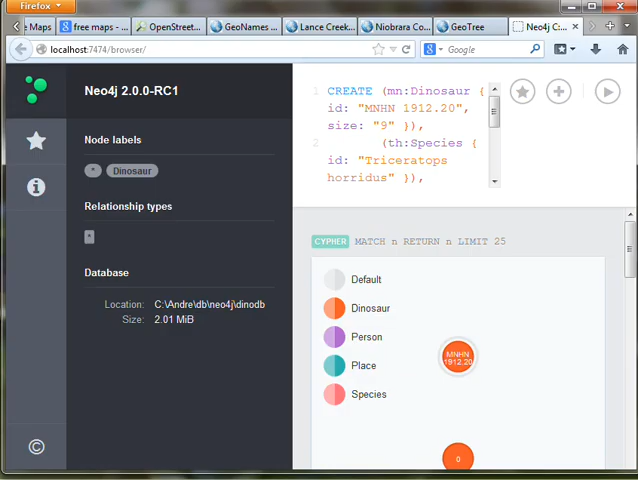 Firefox
Maps
free maps - ...
OpenStreet...
GeoNames ...
Lance Creek...
Niobrara Co...
GeoTree
Neo4j C:...
localhost:7474/browser/
Google
Neo4j 2.0.0-RC1
Node labels
* Dinosaur
Relationship types
*
Database
Location: C:\Andre\db\neo4j\dinodb
Size: 2.01 MiB
1 CREATE (mn:Dinosaur {
id: "MNHN 1912.20",
size: "9" }),
2 (th:Species {
id: "Triceratops
horridus" }),
CYPHER MATCH n RETURN n LIMIT 25
Default
Dinosaur
Person
Place
Species
MNHN
1912.20
0